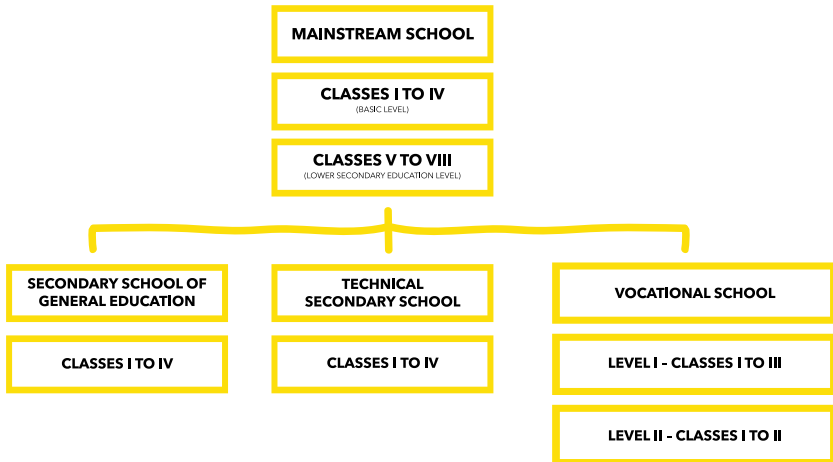 MAINSTREAM SCHOOL
CLASSES I TO IV
(BASIC LEVEL)
CLASSES V TO VIII
(LOWER SECONDARY EDUCATION LEVEL)
SECONDARY SCHOOL OF
GENERAL EDUCATION
CLASSES I TO IV
TECHNICAL
SECONDARY SCHOOL
CLASSES I TO IV
VOCATIONAL SCHOOL
LEVEL I - CLASSES I TO III
LEVEL II - CLASSES I TO II